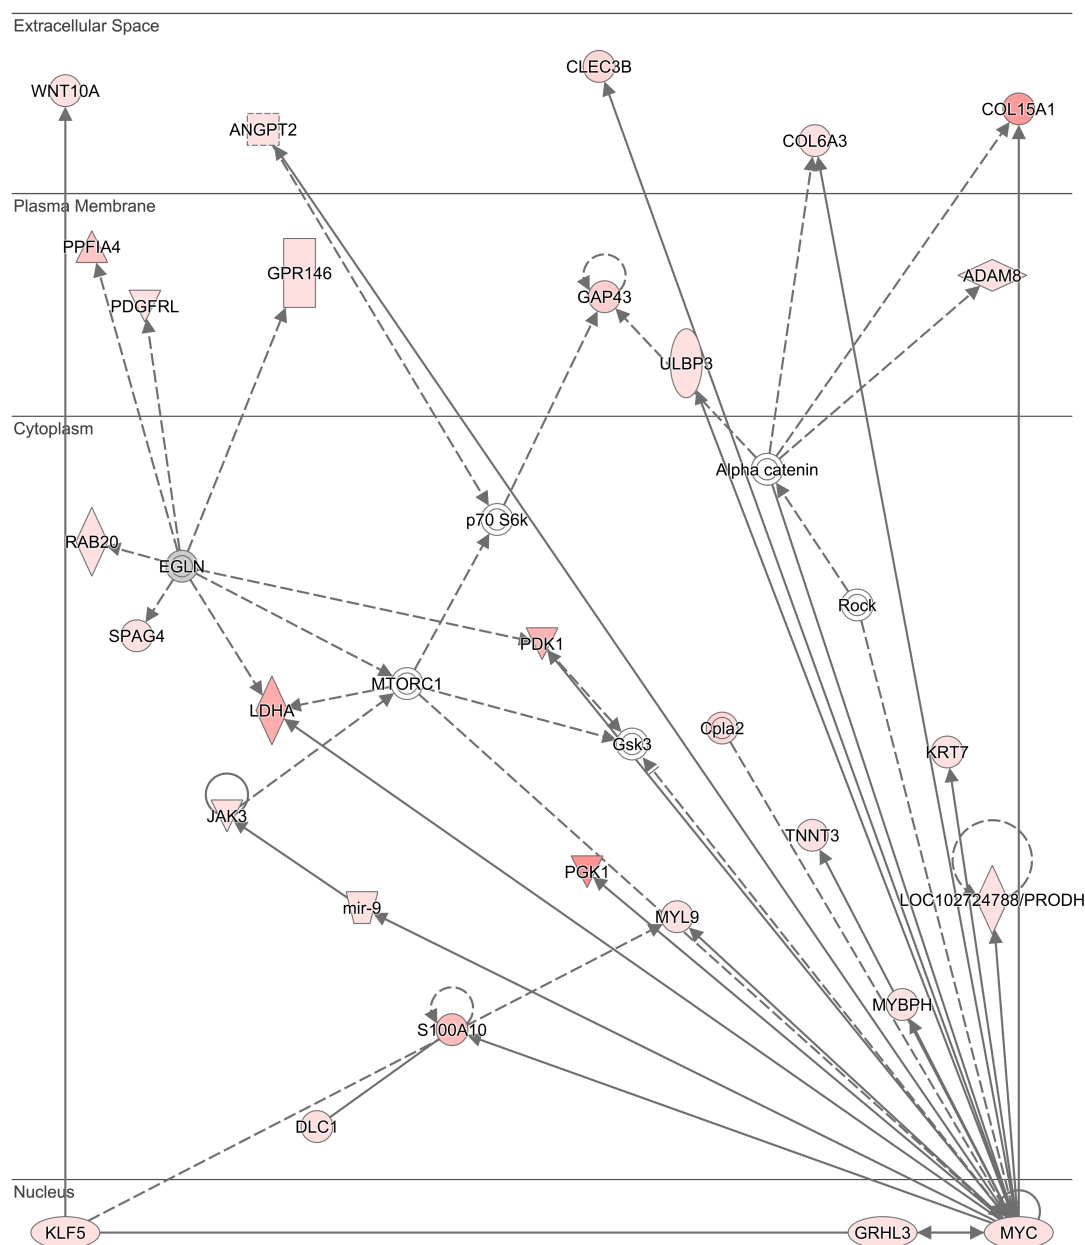 Extracellular Space
CLEC3B
WNT10A
COL15A1
ANGPT2
COL6A3
Plasma Membrane
PPFIA4
GPR146
ADAM8
GAP43
PDGFRL
ULBP3
Cytoplasm
Alpha catenin
p70 S6k
RAB20
EGLN
Rock
SPAG4
PDK1
MTORC1
LDHA
Cpla2
Gsk3
KRT7
JAK3
TNNT3
PGK1
LOC102724788/PRODH
mir-9
MYL9
MYBPH
S100A10
DLC1
Nucleus
KLF5
GRHL3
MYC